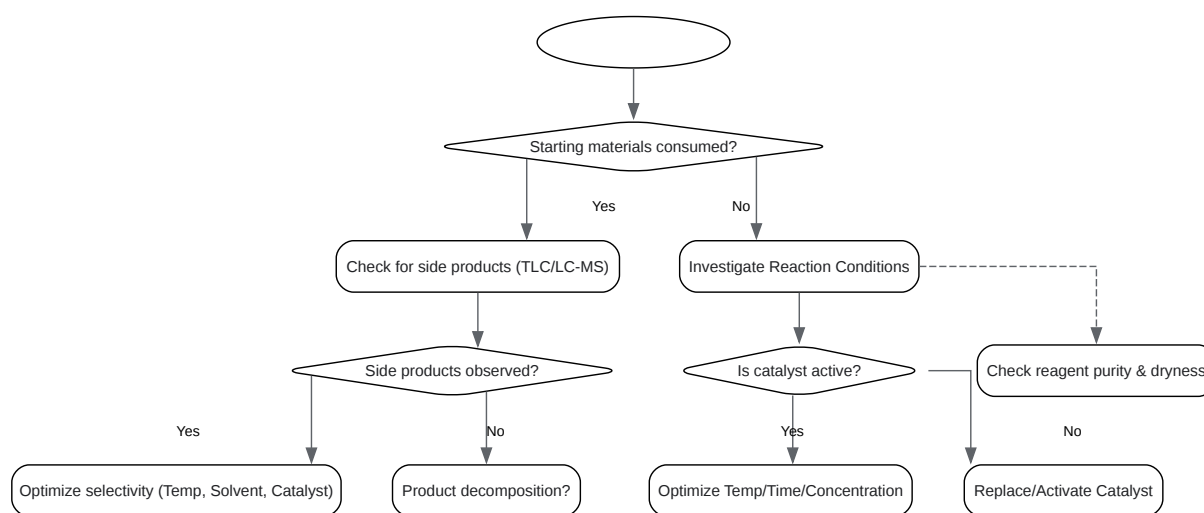 Starting materials consumed?
Yes
No
Check for side products (TLC/LC-MS)
Investigate Reaction Conditions
Side products observed?
Is catalyst active?
Check reagent purity & dryness
Yes
No
Yes
No
Optimize selectivity (Temp, Solvent, Catalyst)
Product decomposition?
Optimize Temp/Time/Concentration
Replace/Activate Catalyst